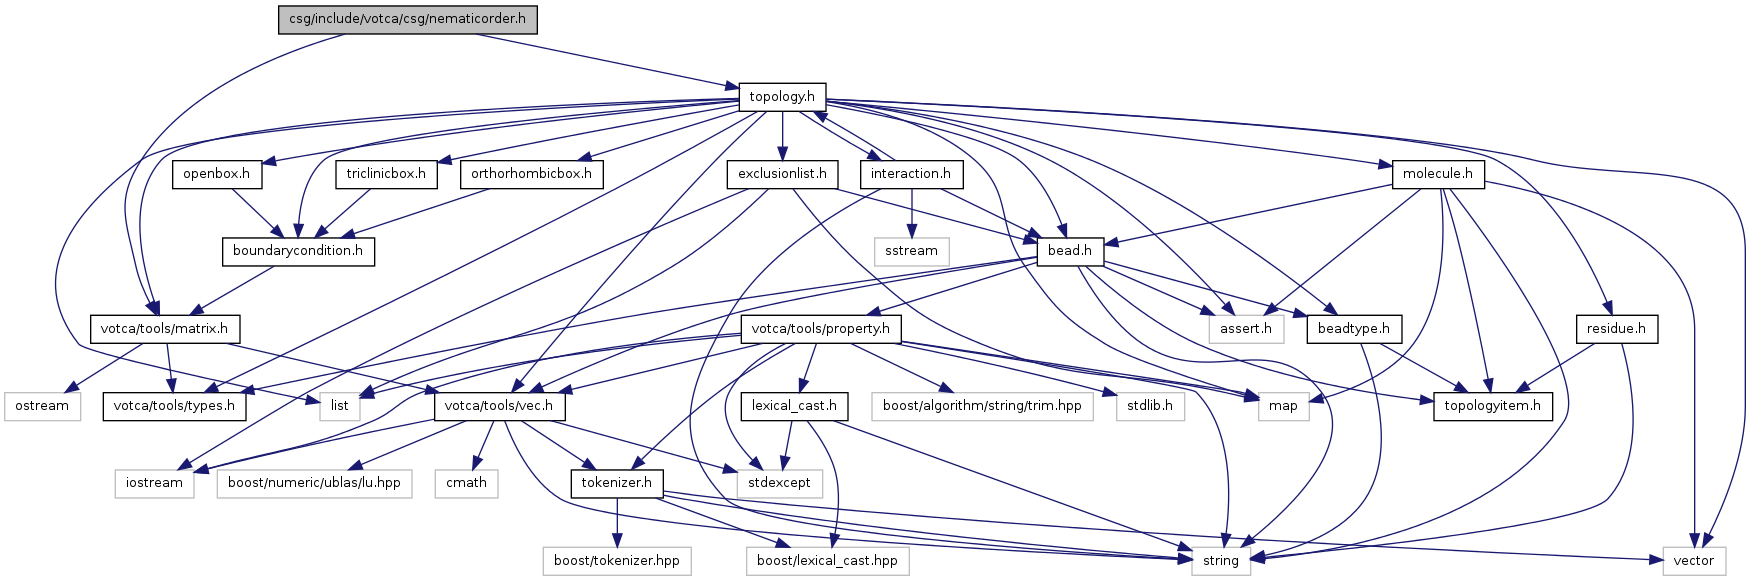 csg/include/votca/csg/nematicorder.h
topology.h
openbox.h
triclinicbox.h
orthorhombicbox.h
exclusionlist.h
interaction.h
molecule.h
boundarycondition.h
sstream
bead.h
votca/tools/matrix.h
votca/tools/property.h
assert.h
beadtype.h
residue.h
ostream
votca/tools/types.h
list
votca/tools/vec.h
lexical_cast.h
boost/algorithm/string/trim.hpp
stdlib.h
map
topologyitem.h
iostream
boost/numeric/ublas/lu.hpp
cmath
tokenizer.h
stdexcept
boost/tokenizer.hpp
boost/lexical_cast.hpp
string
vector